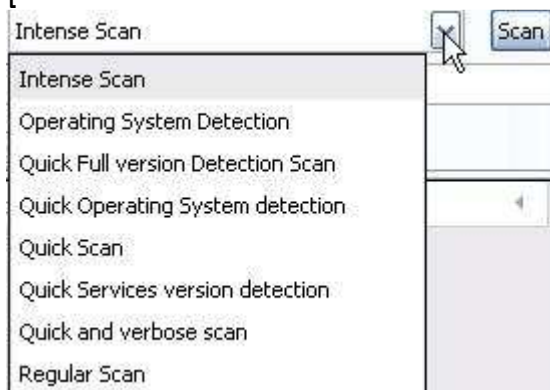 Intense Scan Scan
Intense Scan
Operating System Detection
Quick Full version Detection Scan
Quick Operating System detection
Quick Scan
Quick Services version detection
Quick and verbose scan
Regular Scan